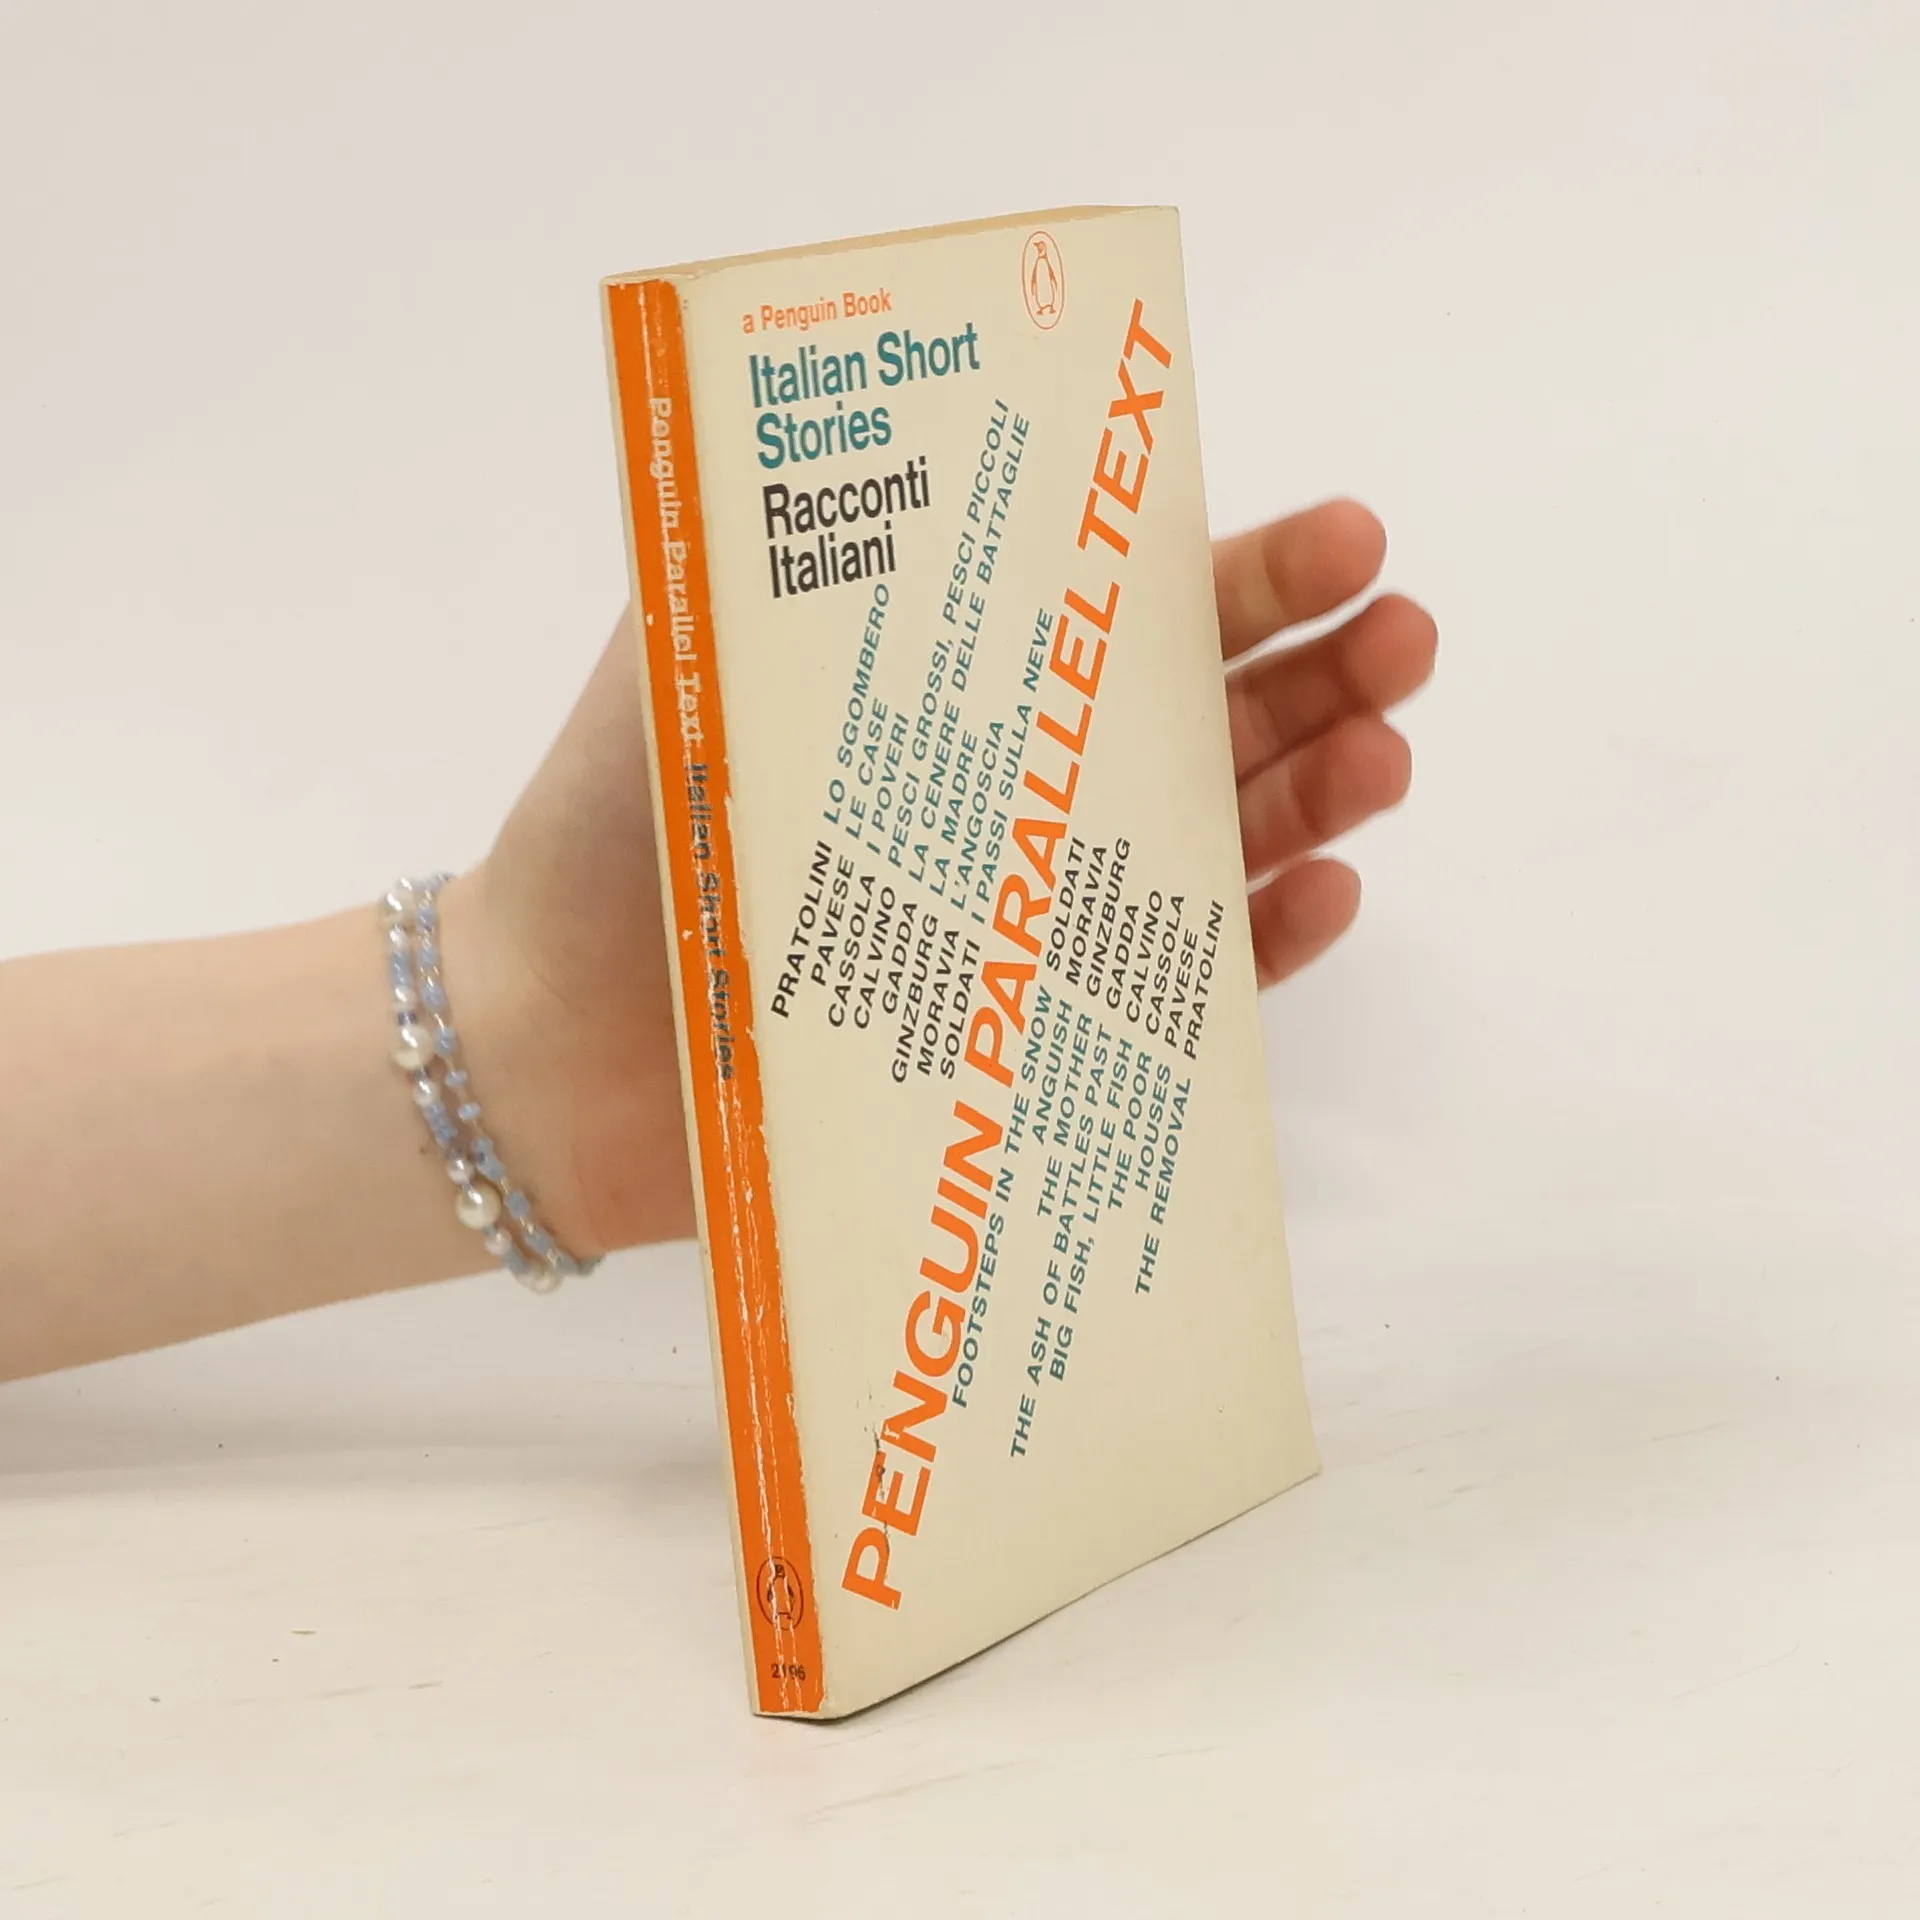 a Penguin Book
Italian Short
Stories
Racconti
Italiani
PRATOLINI LO SGOMBERO
PAVESE LE CASE
CASSOLA I POVERI
CALVINO PESCI GROSSI, PESCI PICCOLI
GADDA LA CENERE DELLE BATTAGLIE
GINZBURG LA MADRE
MORAVIA L'ANGOSCIA
SOLDATI I PASSI SULLA NEVE
PENGUIN PARALLEL TEXT
FOOTSTEPS IN THE SNOW SOLDATI
ANGUISH MORAVIA
THE MOTHER GINZBURG
THE ASH OF BATTLES PAST GADDA
BIG FISH, LITTLE FISH CALVINO
THE POOR CASSOLA
HOUSES PAVESE
THE REMOVAL PRATOLINI
Penguin Parallel Text Italian Short Stories
2196